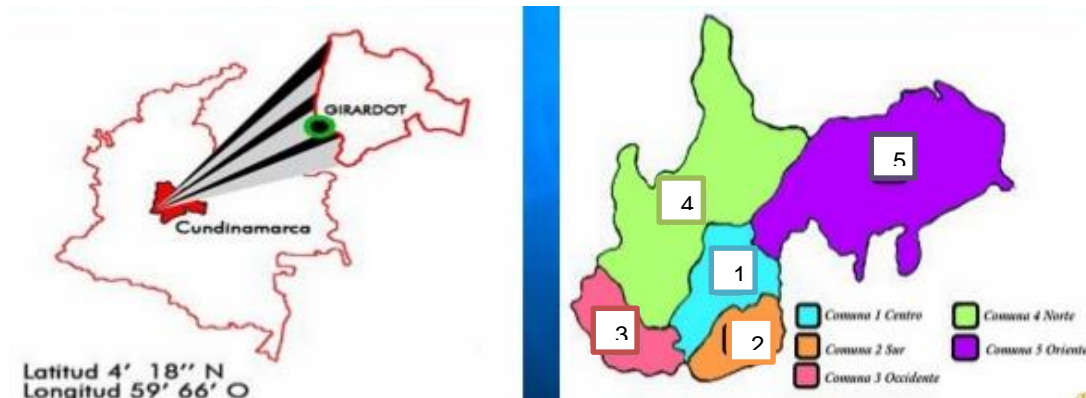 GIRARDOT
Cundinamarca
Latitud 4' 18'' N
Longitud 59' 66' O
5
4
1
3
2
Comuna 1 Centro
Comuna 2 Sur
Comuna 3 Occidente
Comuna 4 Norte
Comuna 5 Oriente